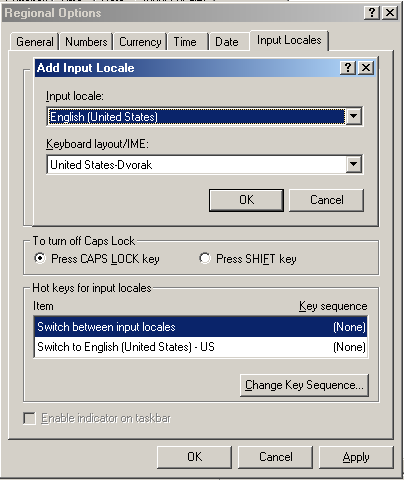 Regional Options
General Numbers Currency Time Date Input Locales
Add Input Locale
Input locale:
English (United States)
Keyboard layout/IME:
United States-Dvorak
OK Cancel
To turn off Caps Lock
Press CAPS LOCK key Press SHIFT key
Hot keys for input locales
Item Key sequence
Switch between input locales (None)
Switch to English (United States) - US (None)
Change Key Sequence...
Enable indicator on taskbar
OK Cancel Apply